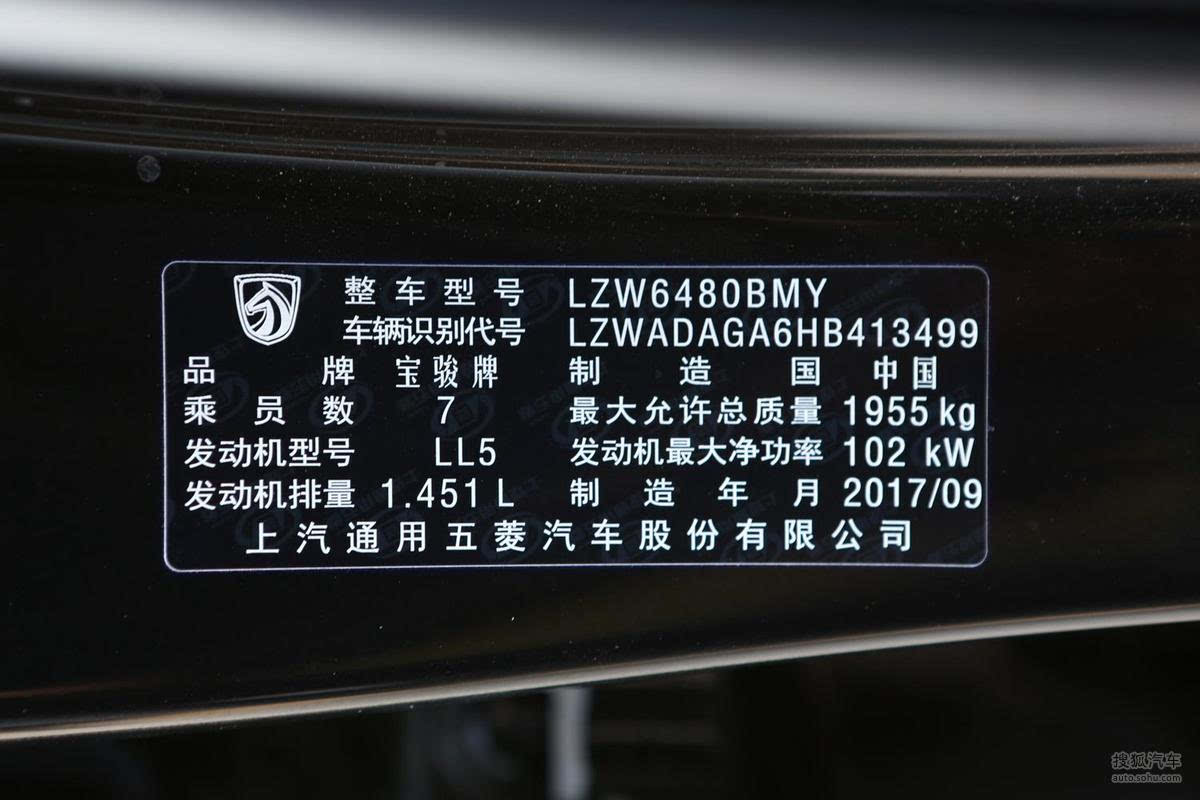 整车型号 LZW6480BMY
车辆识别代号 LZWADAGA6HB413499
品牌 宝骏牌 制造国 中国
乘员数 7 最大允许总质量 1955 kg
发动机型号 LL5 发动机最大净功率 102 kW
发动机排量 1.451 L 制造年月 2017/09
上汽通用五菱汽车股份有限公司
搜狐汽车
auto.sohu.com